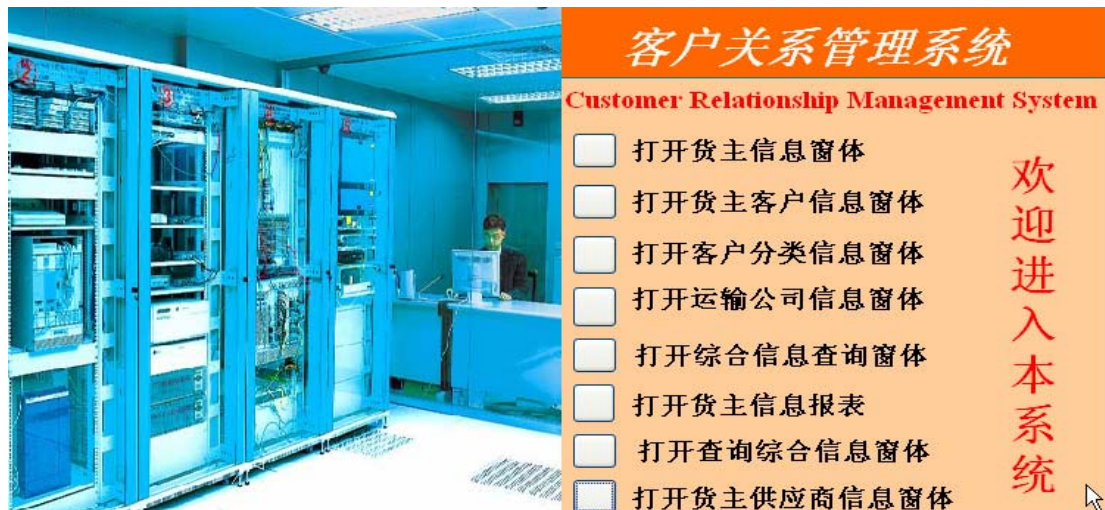 客户关系管理系统
Customer Relationship Management System
打开货主信息窗体
打开货主客户信息窗体
打开客户分类信息窗体
打开运输公司信息窗体
打开综合信息查询窗体
打开货主信息报表
打开查询综合信息窗体
打开货主供应商信息窗体
欢迎进入本系统